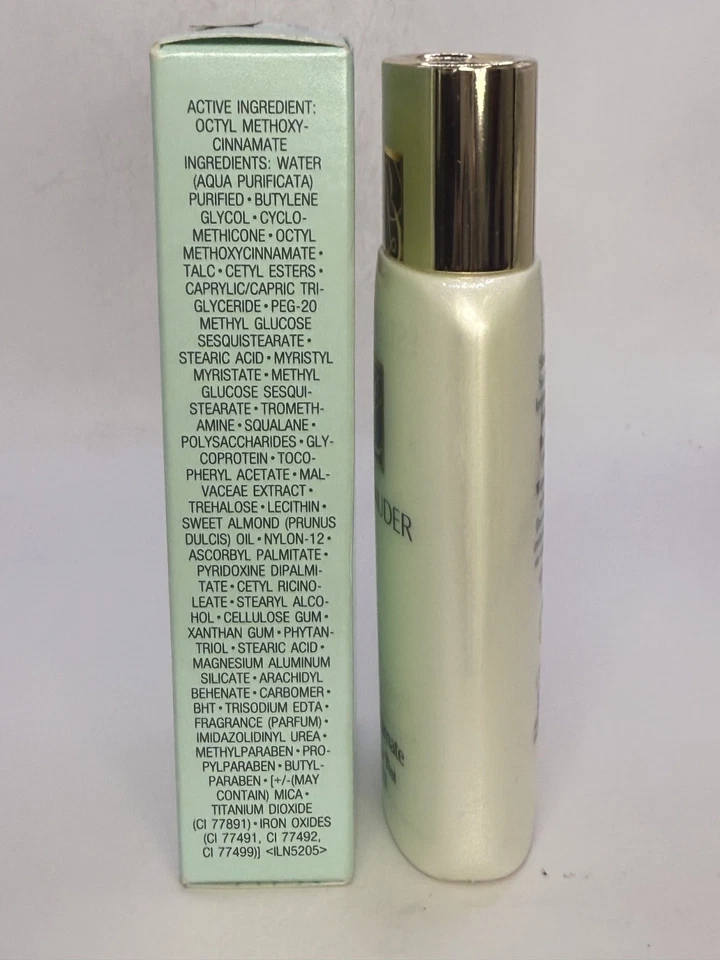 ACTIVE INGREDIENT:
OCTYL METHOXY-
CINNAMATE
INGREDIENTS: WATER
(AQUA PURIFICATA)
PURIFIED • BUTYLENE
GLYCOL • CYCLO-
METHICONE • OCTYL
METHOXYCINNAMATE •
TALC • CETYL ESTERS •
CAPRYLIC/CAPRIC TRI-
GLYCERIDE • PEG-20
METHYL GLUCOSE
SESQUISTEARATE •
STEARIC ACID • MYRISTYL
MYRISTATE • METHYL
GLUCOSE SESQUI-
STEARATE • TROMETH-
AMINE • SQUALANE •
POLYSACCHARIDES • GLY-
COPROTEIN • TOCO-
PHERYL ACETATE • MAL-
VACEAE EXTRACT •
TREHALOSE • LECITHIN •
SWEET ALMOND (PRUNUS
DULCIS) OIL • NYLON-12 •
ASCORBYL PALMITATE •
PYRIDOXINE DIPALMI-
TATE • CETYL RICINO-
LEATE • STEARYL ALCO-
HOL • CELLULOSE GUM •
XANTHAN GUM • PHYTAN-
TRIOL • STEARIC ACID •
MAGNESIUM ALUMINUM
SILICATE • ARACHIDYL
BEHENATE • CARBOMER •
BHT • TRISODIUM EDTA •
FRAGRANCE (PARFUM) •
IMIDAZOLIDINYL UREA •
METHYLPARABEN • PRO-
PYLPARABEN • BUTYL-
PARABEN • [+/-(MAY
CONTAIN) MICA •
TITANIUM DIOXIDE
(CI 77891) • IRON OXIDES
(CI 77491, CI 77492,
CI 77499)] <ILN5205>
UDER